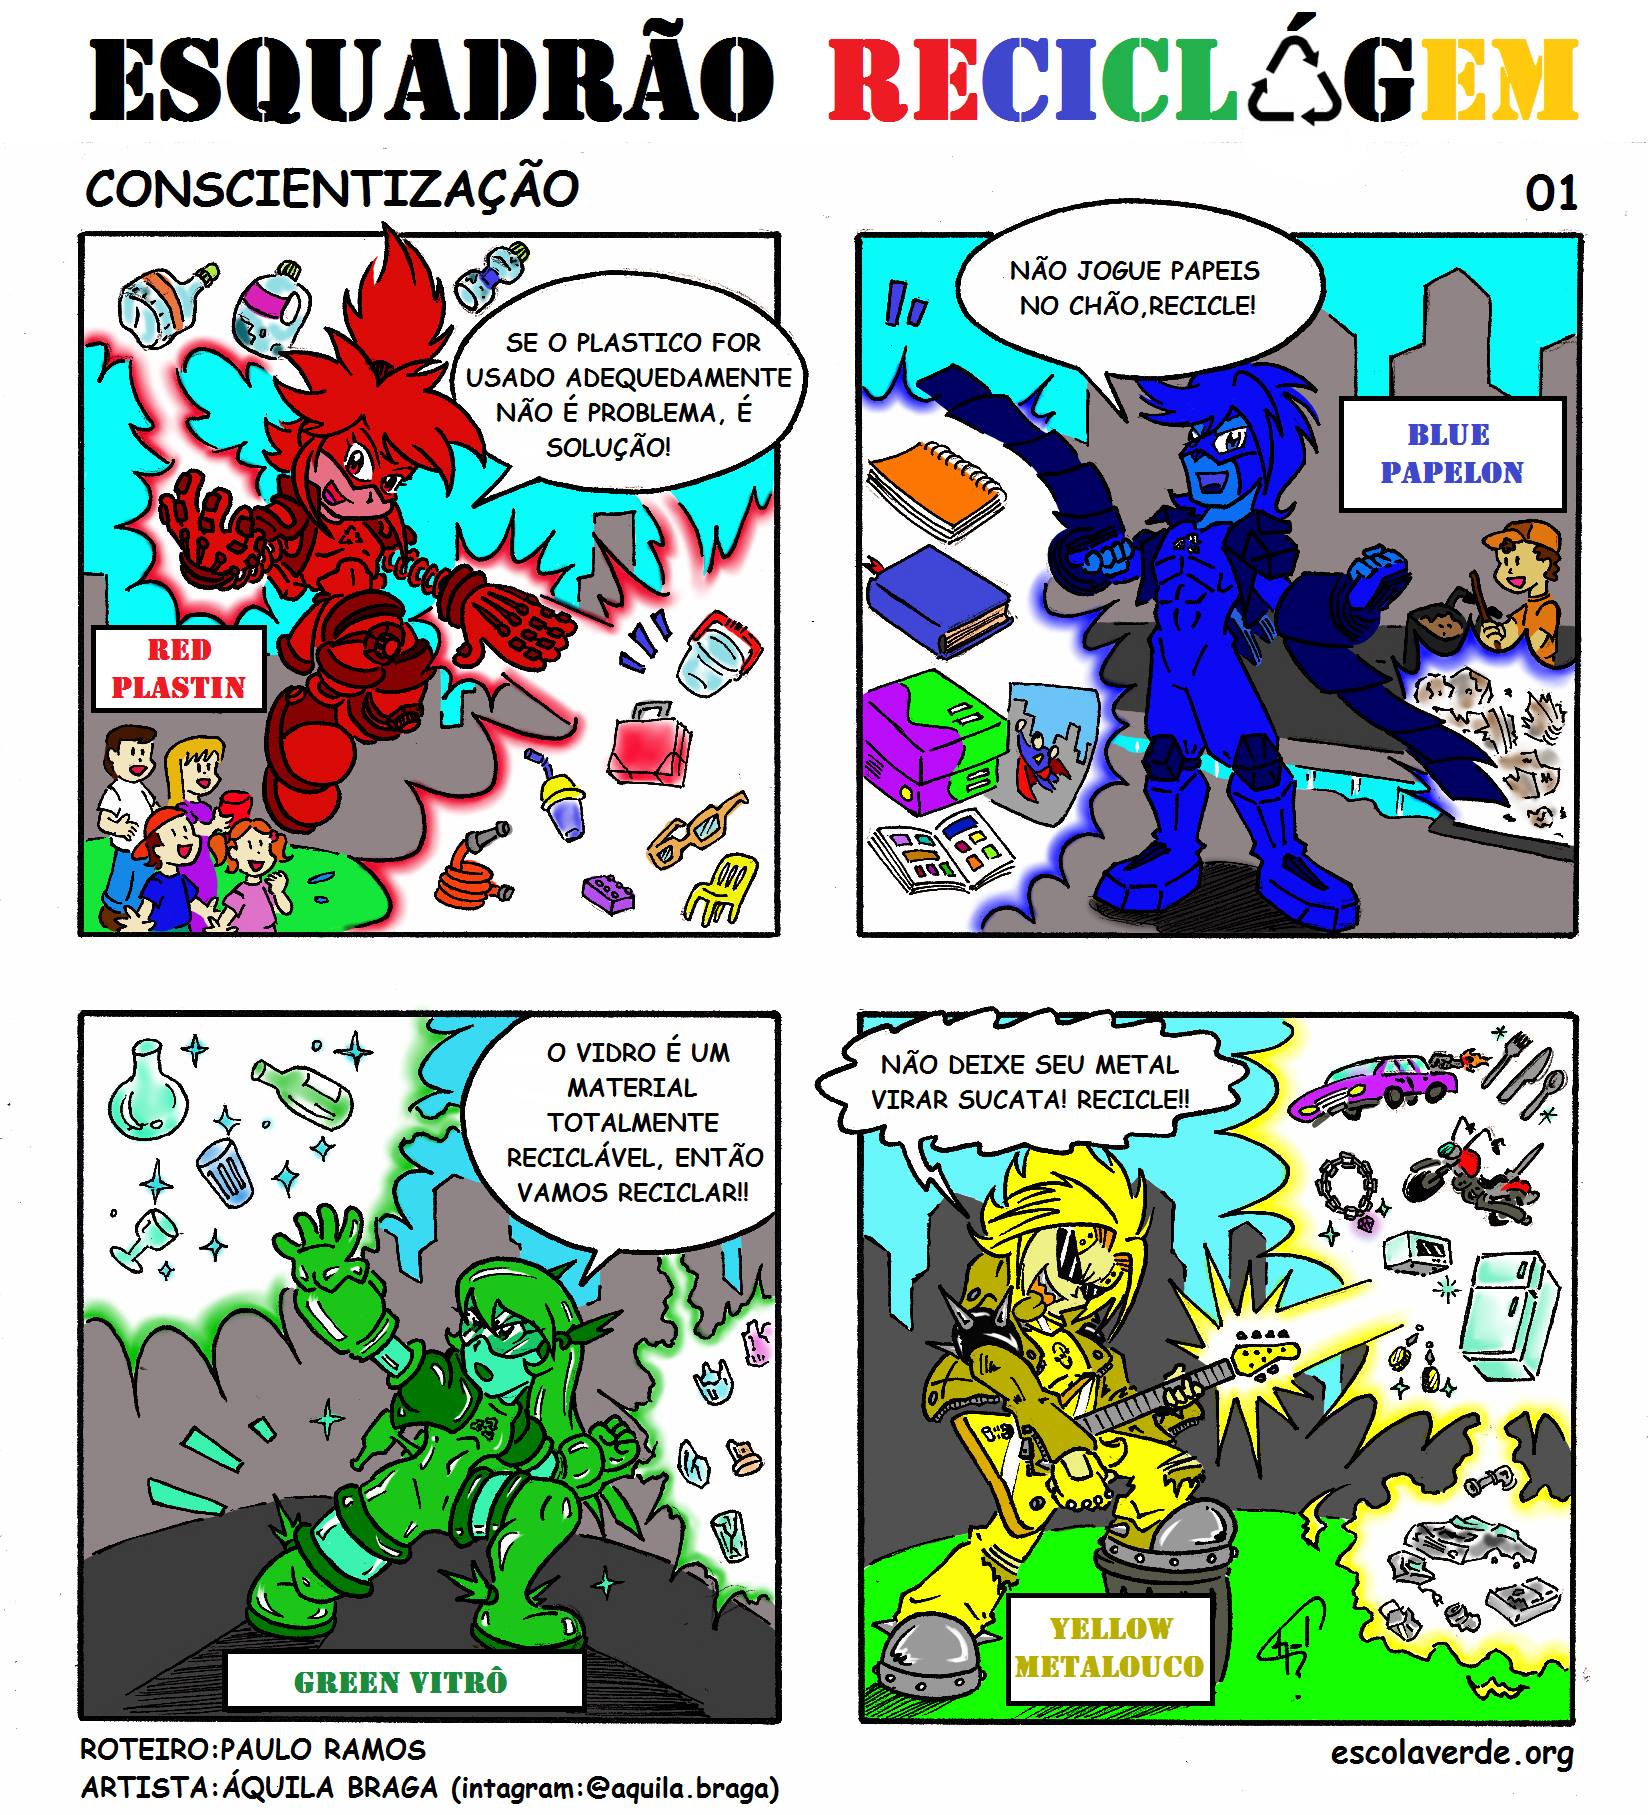 ESQUADRÃO RECICLÁGEM
CONSCIENTIZAÇÃO
01
SE O PLASTICO FOR
USADO ADEQUEDAMENTE
NÃO É PROBLEMA, É
SOLUÇÃO!
RED
PLASTIN
NÃO JOGUE PAPEIS
NO CHÃO,RECICLE!
BLUE
PAPELON
O VIDRO É UM
MATERIAL
TOTALMENTE
RECICLÁVEL, ENTÃO
VAMOS RECICLAR!!
GREEN VITRÔ
NÃO DEIXE SEU METAL
VIRAR SUCATA! RECICLE!!
YELLOW
METALOUCO
ROTEIRO:PAULO RAMOS
ARTISTA:ÁQUILA BRAGA (intagram:@aquila.braga)
escolaverde.org